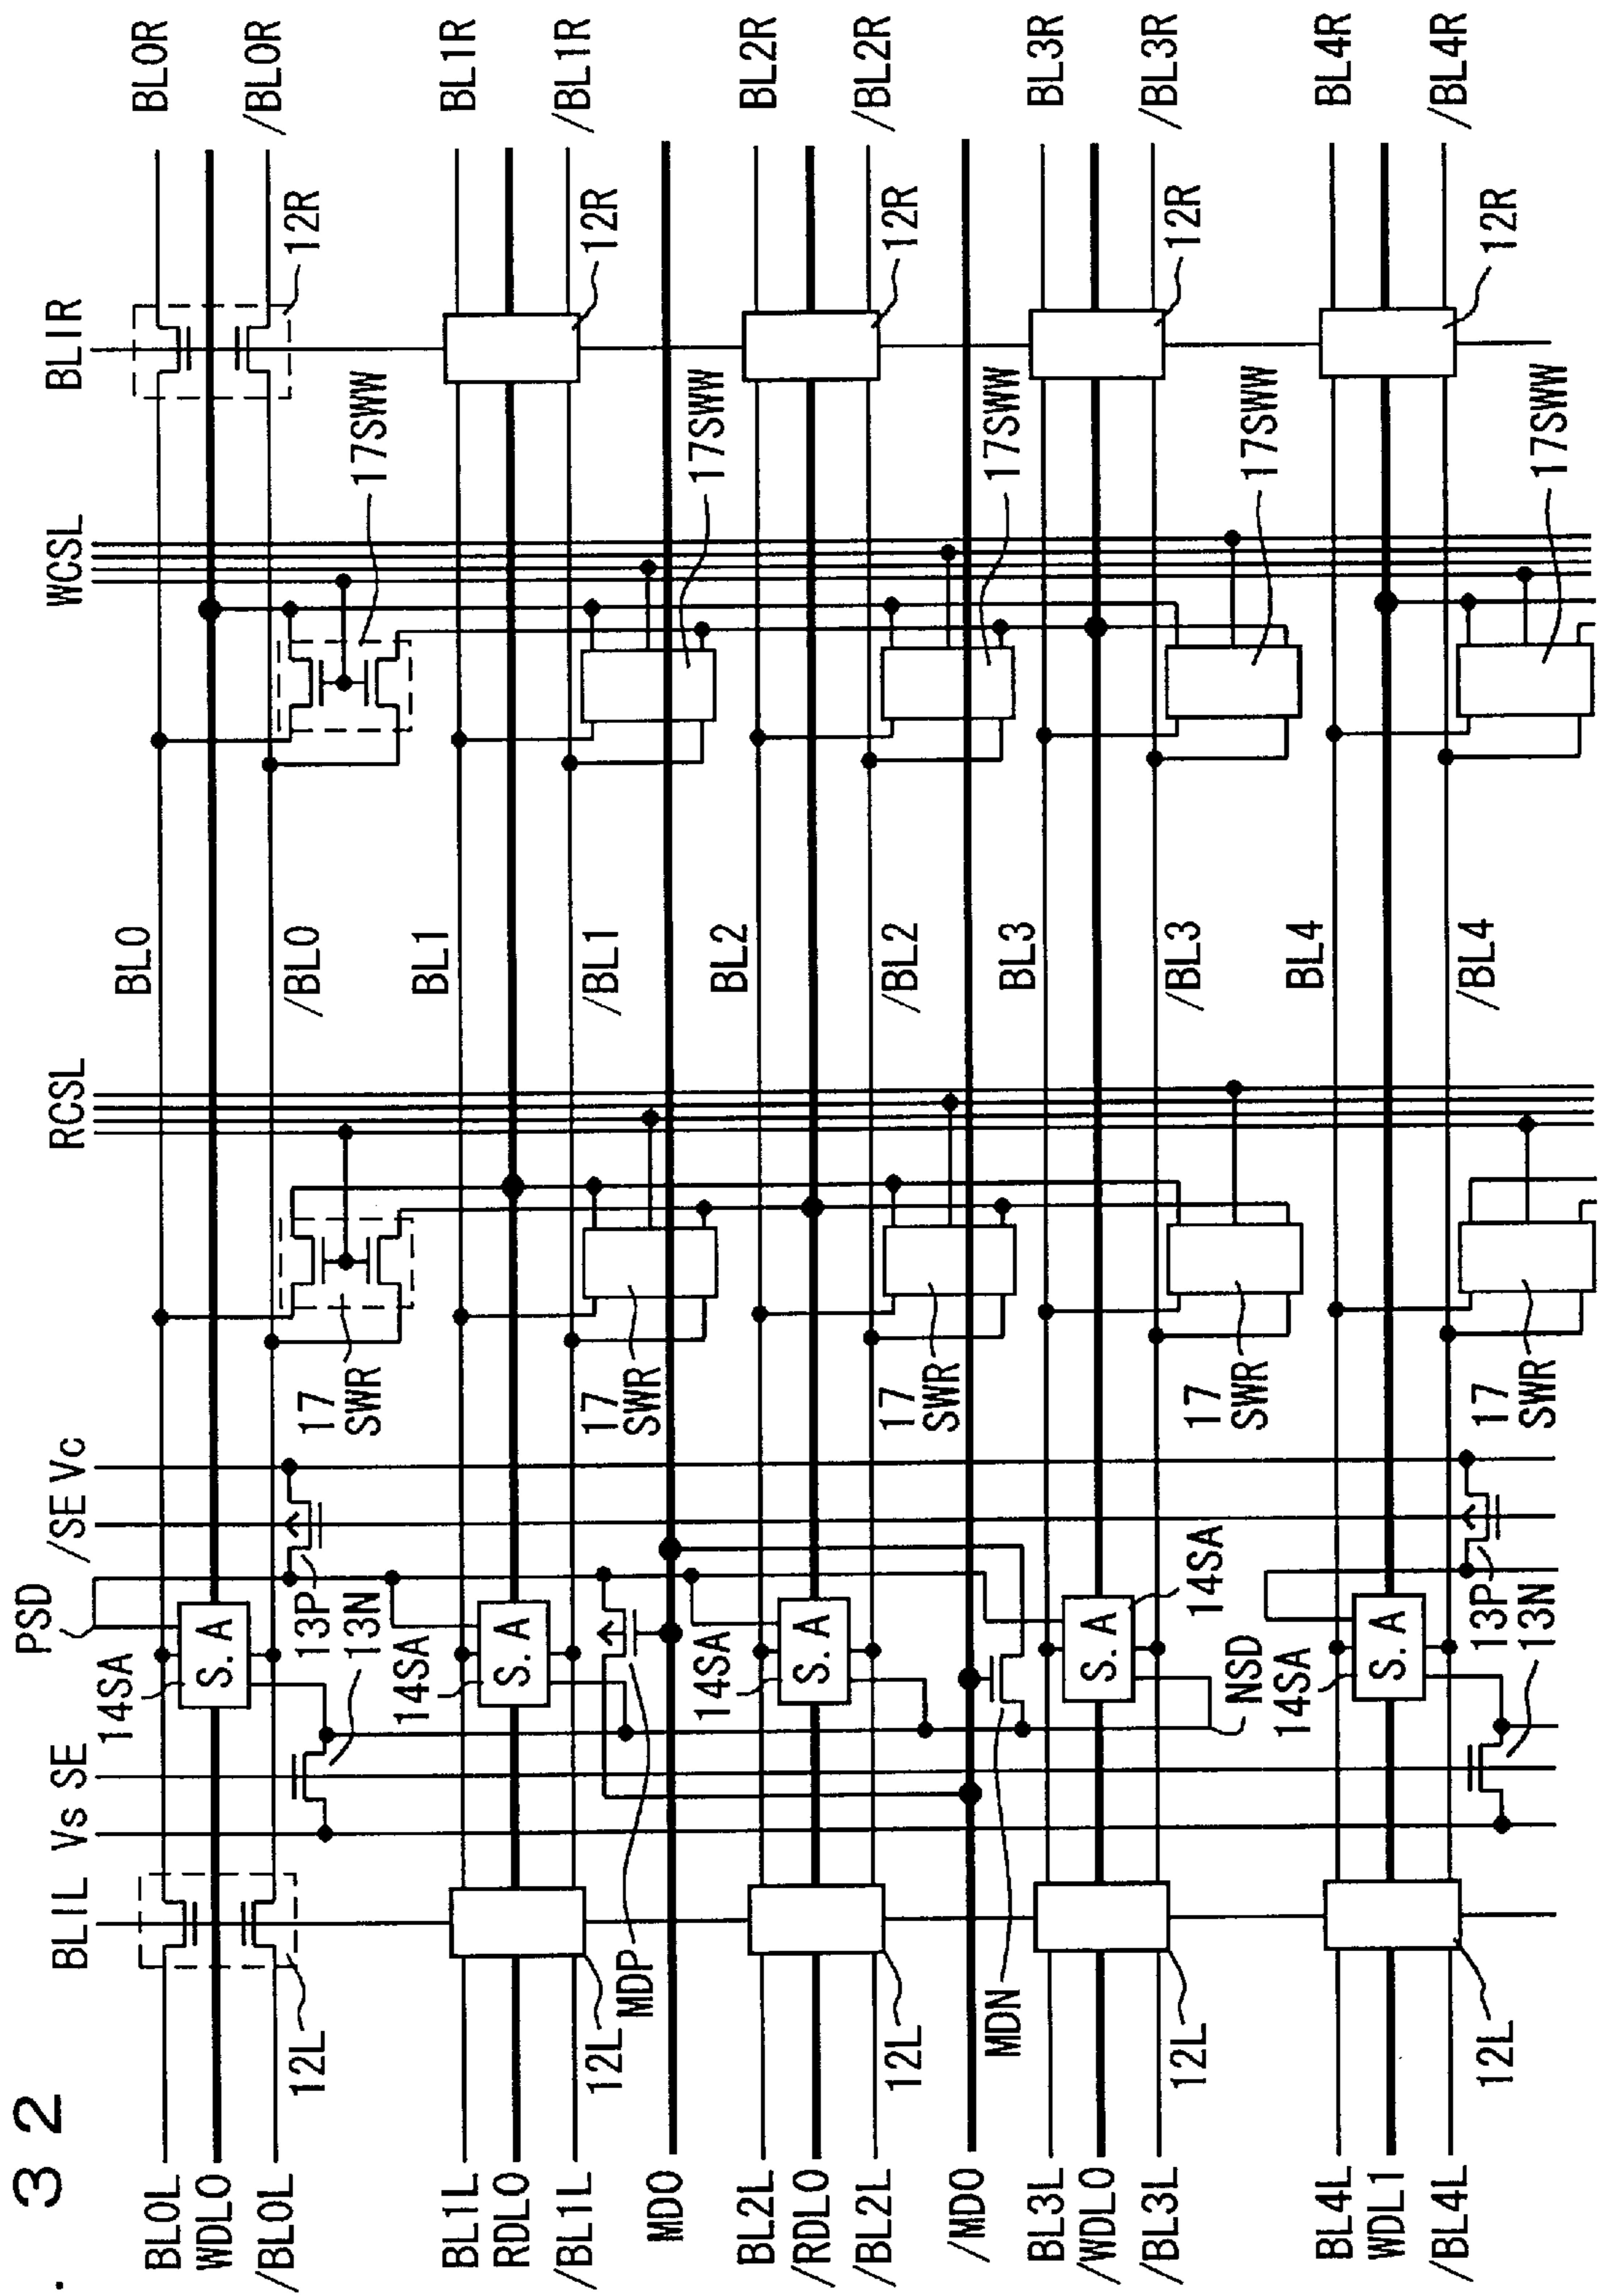 . 32
BLIL
Vs
SE
PSD
/SE
Vc
RCSL
WCSL
BLIR
BL0L
WDL0
/BL0L
12L
14SA
S.A
13P
13N
17
SWR
BL0
/BL0
17SWW
12R
BL0R
/BL0R
BL1L
RDL0
/BL1L
12L
MDP
14SA
S.A
17
SWR
BL1
/BL1
17SWW
12R
BL1R
/BL1R
MD0
BL2L
/RDL0
/BL2L
12L
14SA
S.A
17
SWR
BL2
/BL2
17SWW
12R
BL2R
/BL2R
/MD0
MDN
BL3L
/WDL0
/BL3L
12L
S.A
14SA
NSD
17
SWR
BL3
/BL3
17SWW
12R
BL3R
/BL3R
BL4L
WDL1
/BL4L
12L
14SA
S.A
13P
13N
17
SWR
BL4
/BL4
17SWW
12R
BL4R
/BL4R